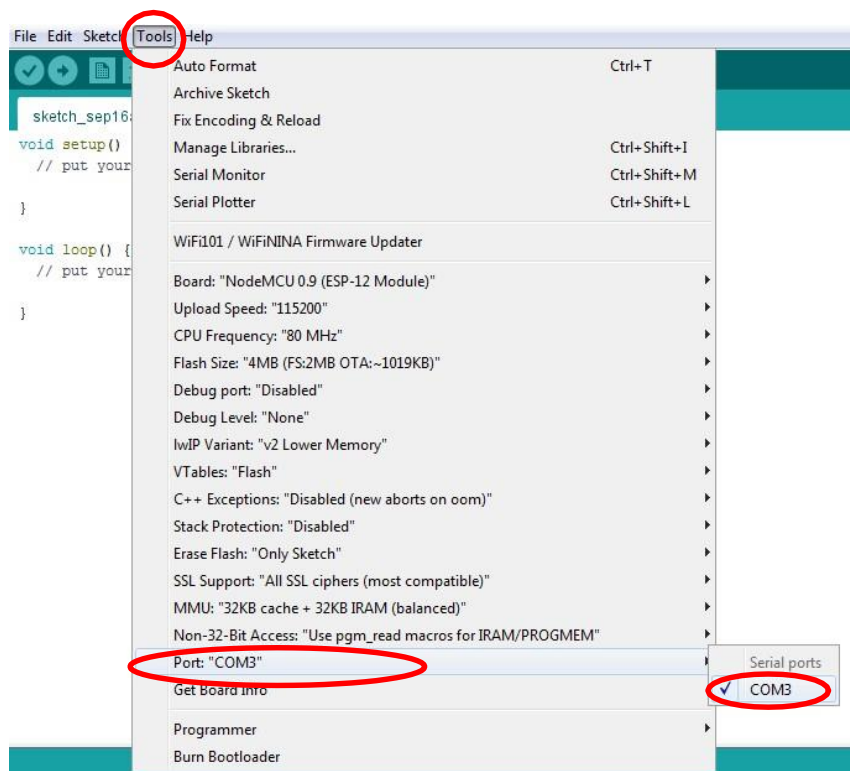 File Edit Sketch Tools Help
Auto Format Ctrl+T
Archive Sketch
sketch_sep16a
Fix Encoding & Reload
void setup()
Manage Libraries... Ctrl+Shift+I
// put your
Serial Monitor Ctrl+Shift+M
Serial Plotter Ctrl+Shift+L
}
WiFi101 / WiFiNINA Firmware Updater
void loop() {
// put your
Board: "NodeMCU 0.9 (ESP-12 Module)"
Upload Speed: "115200"
}
CPU Frequency: "80 MHz"
Flash Size: "4MB (FS:2MB OTA:~1019KB)"
Debug port: "Disabled"
Debug Level: "None"
lwIP Variant: "v2 Lower Memory"
VTables: "Flash"
C++ Exceptions: "Disabled (new aborts on oom)"
Stack Protection: "Disabled"
Erase Flash: "Only Sketch"
SSL Support: "All SSL ciphers (most compatible)"
MMU: "32KB cache + 32KB IRAM (balanced)"
Non-32-Bit Access: "Use pgm_read macros for IRAM/PROGMEM"
Port: "COM3"
Serial ports
COM3
Get Board Info
Programmer
Burn Bootloader